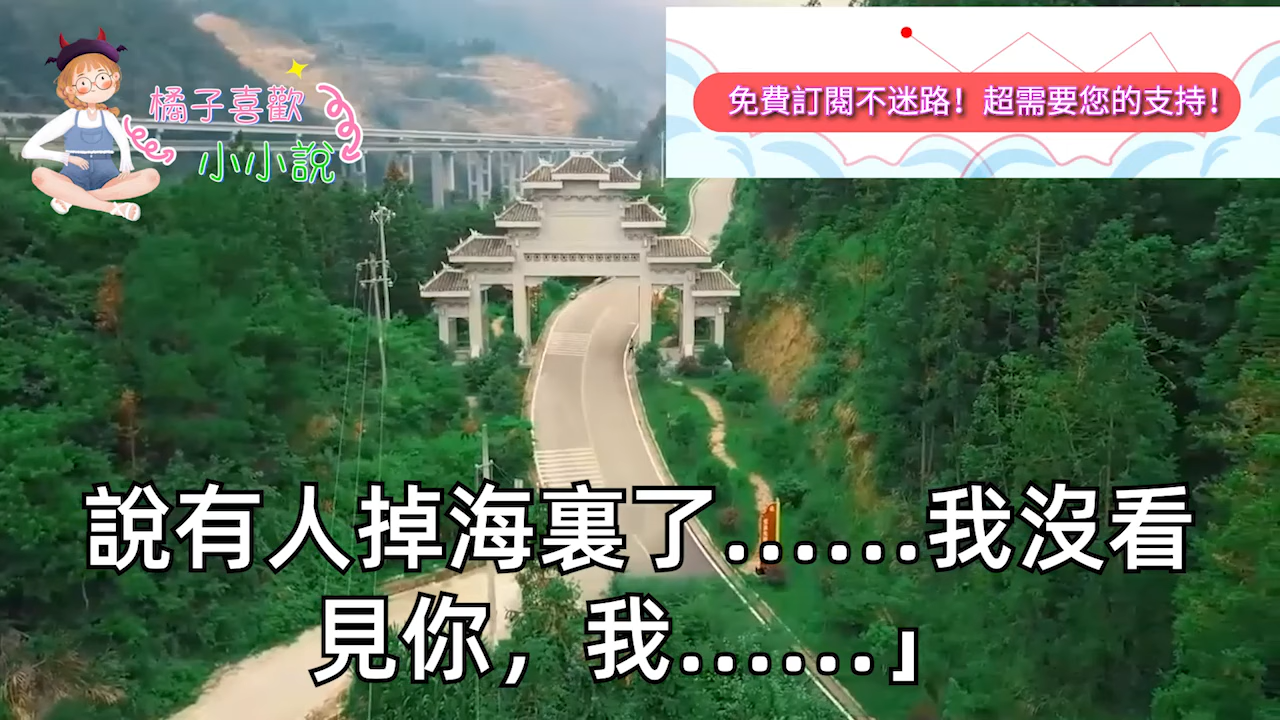 橘子喜歡
小小說
免費訂閱不迷路！超需要您的支持！
說有人掉海裏了......我沒看
見你，我......」